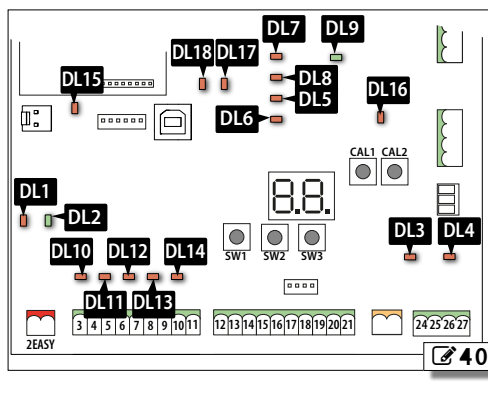 DL7 DL9
DL18 DL17
DL15 DL8
DL5 DL16
DL6
CAL1 CAL2
8.8.
DL1
DL2
SW1 SW2 SW3
DL3 DL4
DL10 DL12 DL14
DL11 DL13
3 4 5 6 7 8 9 10 11 12 13 14 15 16 17 18 19 20 21 24 25 26 27
2EASY
40